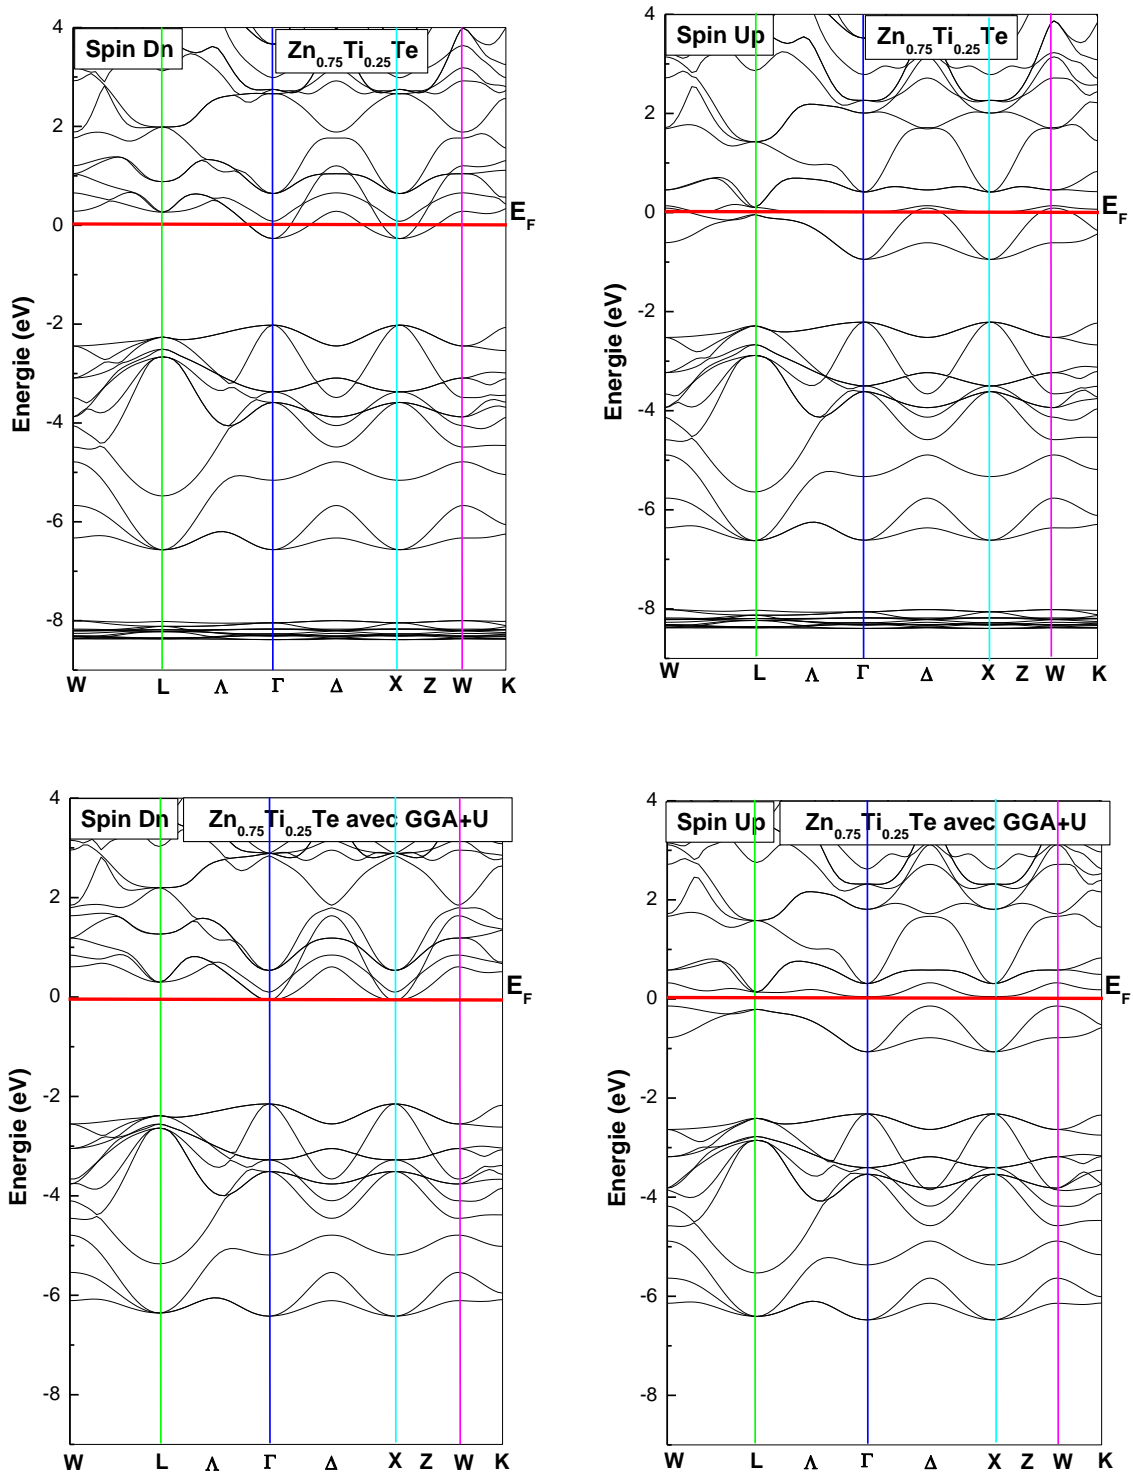 Spin Dn
Zn0.75Ti0.25Te
4
2
0
-2
-4
-6
-8
Energie (eV)
EF
W L Λ Γ Δ X Z W K
Spin Up
Zn0.75Ti0.25Te
4
2
0
-2
-4
-6
-8
Energie (eV)
EF
W L Λ Γ Δ X Z W K
Spin Dn
Zn0.75Ti0.25Te avec GGA+U
4
2
0
-2
-4
-6
-8
Energie (eV)
EF
W L Λ Γ Δ X Z W K
Spin Up
Zn0.75Ti0.25Te avec GGA+U
4
2
0
-2
-4
-6
-8
Energie (eV)
EF
W L Λ Γ Δ X Z W K